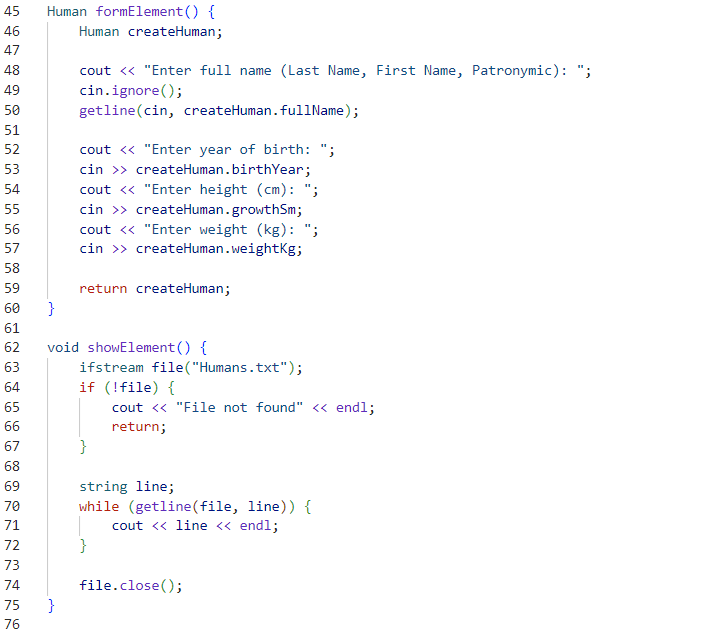 45 Human formElement() {
46     Human createHuman;
47
48     cout << "Enter full name (Last Name, First Name, Patronymic): ";
49     cin.ignore();
50     getline(cin, createHuman.fullName);
51
52     cout << "Enter year of birth: ";
53     cin >> createHuman.birthYear;
54     cout << "Enter height (cm): ";
55     cin >> createHuman.growthSm;
56     cout << "Enter weight (kg): ";
57     cin >> createHuman.weightKg;
58
59     return createHuman;
60 }
61
62 void showElement() {
63     ifstream file("Humans.txt");
64     if (!file) {
65         cout << "File not found" << endl;
66         return;
67     }
68
69     string line;
70     while (getline(file, line)) {
71         cout << line << endl;
72     }
73
74     file.close();
75 }
76